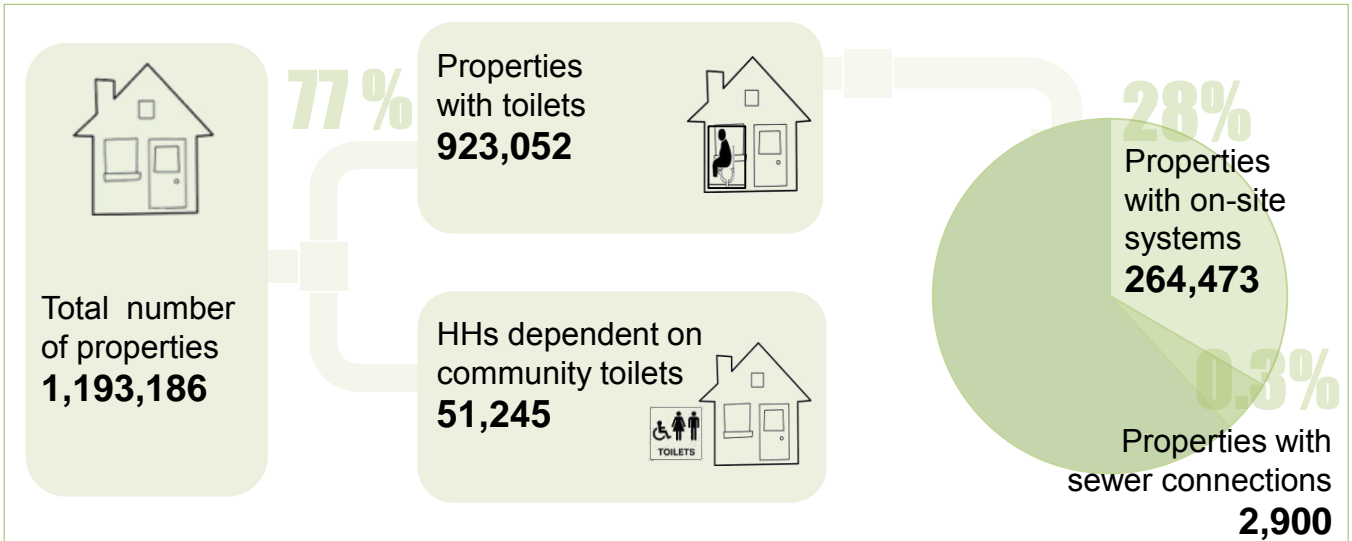 Total number
of properties
1,193,186
77 %
Properties
with toilets
923,052
HHs dependent on
community toilets
51,245
TOILETS
28%
Properties
with on-site
systems
264,473
0.3%
Properties with
sewer connections
2,900